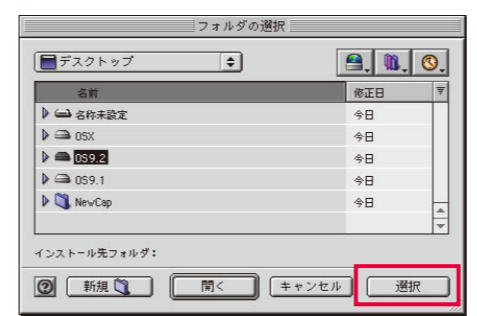 フォルダの選択
デスクトップ
名前 修正日
名称未設定 今日
OSX 今日
OS9.2 今日
OS9.1 今日
NewCap 今日
インストール先フォルダ:
? 新規 開く キャンセル 選択